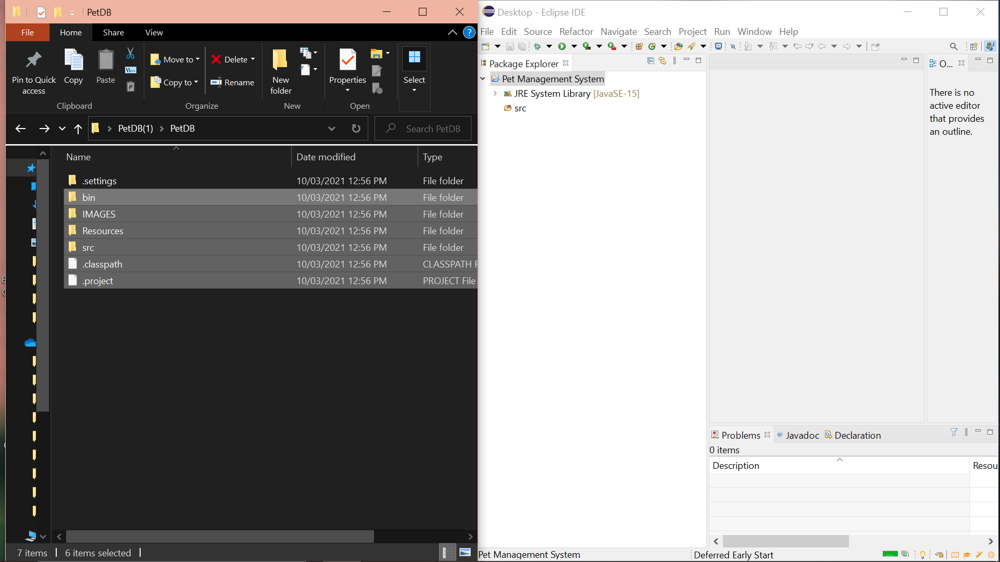 PetDB
File
Home
Share
View
Pin to Quick access
Copy
Paste
Move to
Copy to
Delete
Rename
New folder
Properties
Select
Clipboard
Organize
New
Open
PetDB(1)
PetDB
Search PetDB
Name
Date modified
Type
.settings 10/03/2021 12:56 PM File folder
bin 10/03/2021 12:56 PM File folder
IMAGES 10/03/2021 12:56 PM File folder
Resources 10/03/2021 12:56 PM File folder
src 10/03/2021 12:56 PM File folder
.classpath 10/03/2021 12:56 PM CLASSPATH F
.project 10/03/2021 12:56 PM PROJECT File
7 items
6 items selected
Desktop - Eclipse IDE
File Edit Source Refactor Navigate Search Project Run Window Help
Package Explorer
Pet Management System
JRE System Library [JavaSE-15]
src
O...
There is no
active editor
that provides
an outline.
Problems
Javadoc
Declaration
0 items
Description
Resou
Pet Management System
Deferred Early Start